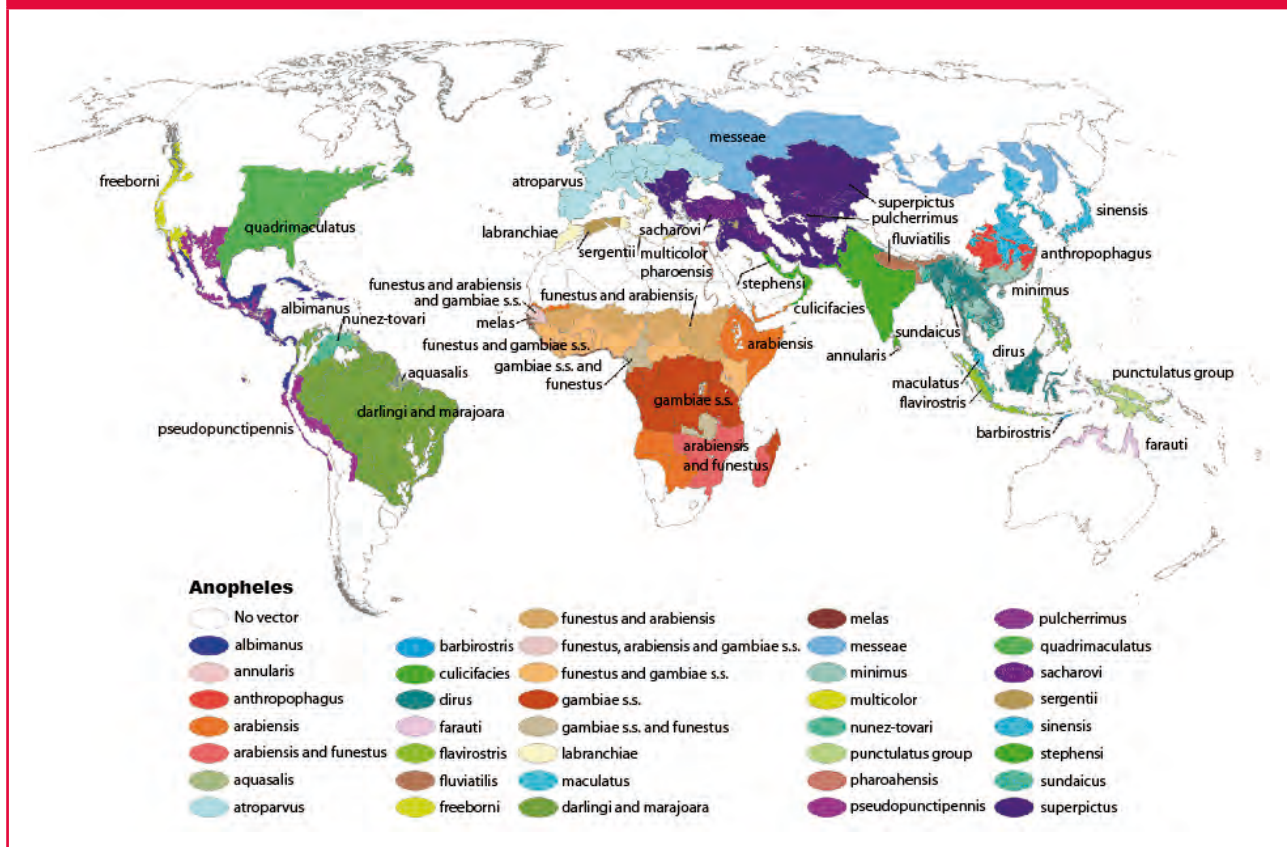 messeae
freeborni
atroparvus
superpictus
pulcherrimus
sinensis
quadrimaculatus
labranchiae
sacharovi
fluviatilis
sergentii
multicolor
anthropophagus
pharoensis
funestus and arabiensis
and gambiae s.s.
funestus and arabiensis
stephensi
minimus
albimanus
culicifacies
nunez-tovari
melas
sundaicus
funestus and gambiae s.s.
arabiensis
annularis
dirus
aquasalis
gambiae s.s. and
funestus
maculatus
punctulatus group
darlingi and marajoara
gambiae s.s.
flavirostris
pseudopunctipennis
barbirostris
arabiensis
and funestus
farauti
Anopheles
No vector
albimanus
annularis
anthropophagus
arabiensis
arabiensis and funestus
aquasalis
atroparvus
barbirostris
culicifacies
dirus
farauti
flavirostris
fluviatilis
freeborni
funestus and arabiensis
funestus, arabiensis and gambiae s.s.
funestus and gambiae s.s.
gambiae s.s.
gambiae s.s. and funestus
labranchiae
maculatus
darlingi and marajoara
melas
messeae
minimus
multicolor
nunez-tovari
punctulatus group
pharoahensis
pseudopunctipennis
pulcherrimus
quadrimaculatus
sacharovi
sergentii
sinensis
stephensi
sundaicus
superpictus